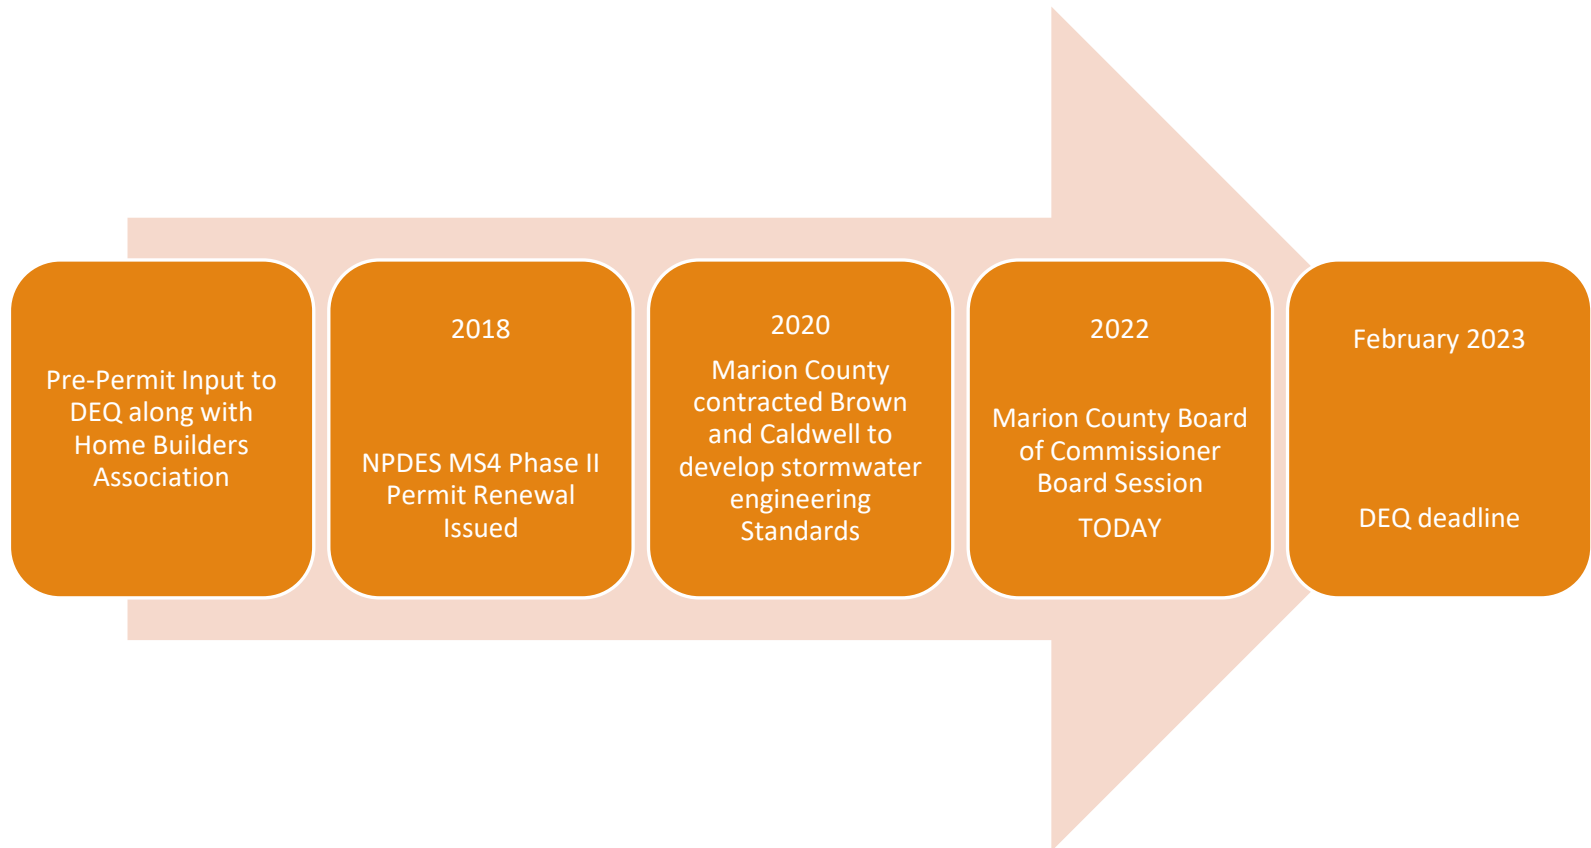 Pre-Permit Input to
DEQ along with
Home Builders
Association
2018
NPDES MS4 Phase II
Permit Renewal
Issued
2020
Marion County
contracted Brown
and Caldwell to
develop stormwater
engineering
Standards
2022
Marion County Board
of Commissioner
Board Session
TODAY
February 2023
DEQ deadline